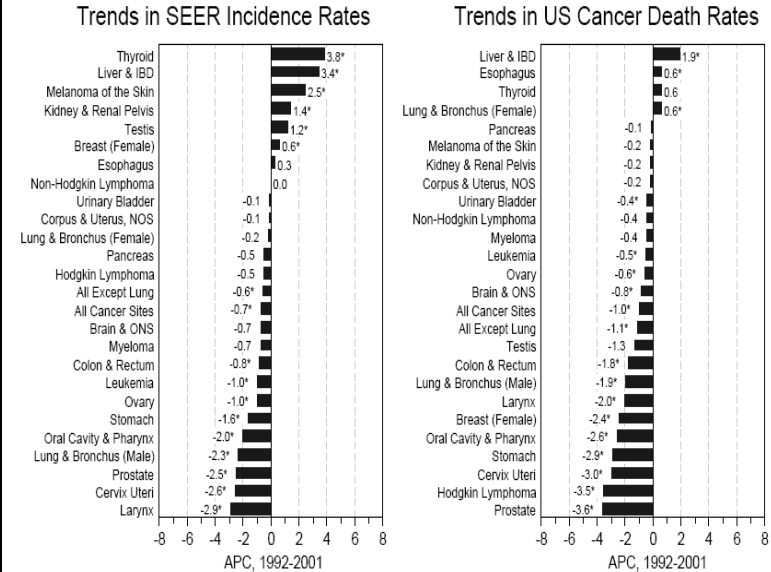 Trends in SEER Incidence Rates
Thyroid 3.8*
Liver & IBD 3.4*
Melanoma of the Skin 2.5*
Kidney & Renal Pelvis 1.4*
Testis 1.2*
Breast (Female) 0.6*
Esophagus 0.3
Non-Hodgkin Lymphoma 0.0
Urinary Bladder -0.1
Corpus & Uterus, NOS -0.1
Lung & Bronchus (Female) -0.2
Pancreas -0.5
Hodgkin Lymphoma -0.5
All Except Lung -0.6*
All Cancer Sites -0.7*
Brain & ONS -0.7
Myeloma -0.7
Colon & Rectum -0.8*
Leukemia -1.0*
Ovary -1.0*
Stomach -1.6*
Oral Cavity & Pharynx -2.0*
Lung & Bronchus (Male) -2.3*
Prostate -2.5*
Cervix Uteri -2.6*
Larynx -2.9*
-8 -6 -4 -2 0 2 4 6 8
APC, 1992-2001
Trends in US Cancer Death Rates
Liver & IBD 1.9*
Esophagus 0.6*
Thyroid 0.6
Lung & Bronchus (Female) 0.6*
Pancreas -0.1
Melanoma of the Skin -0.2
Kidney & Renal Pelvis -0.2
Corpus & Uterus, NOS -0.2
Urinary Bladder -0.4*
Non-Hodgkin Lymphoma -0.4
Myeloma -0.4
Leukemia -0.5*
Ovary -0.6*
Brain & ONS -0.8*
All Cancer Sites -1.0*
All Except Lung -1.1*
Testis -1.3
Colon & Rectum -1.8*
Lung & Bronchus (Male) -1.9*
Larynx -2.0*
Breast (Female) -2.4*
Oral Cavity & Pharynx -2.6*
Stomach -2.9*
Cervix Uteri -3.0*
Hodgkin Lymphoma -3.5*
Prostate -3.6*
-8 -6 -4 -2 0 2 4 6 8
APC, 1992-2001